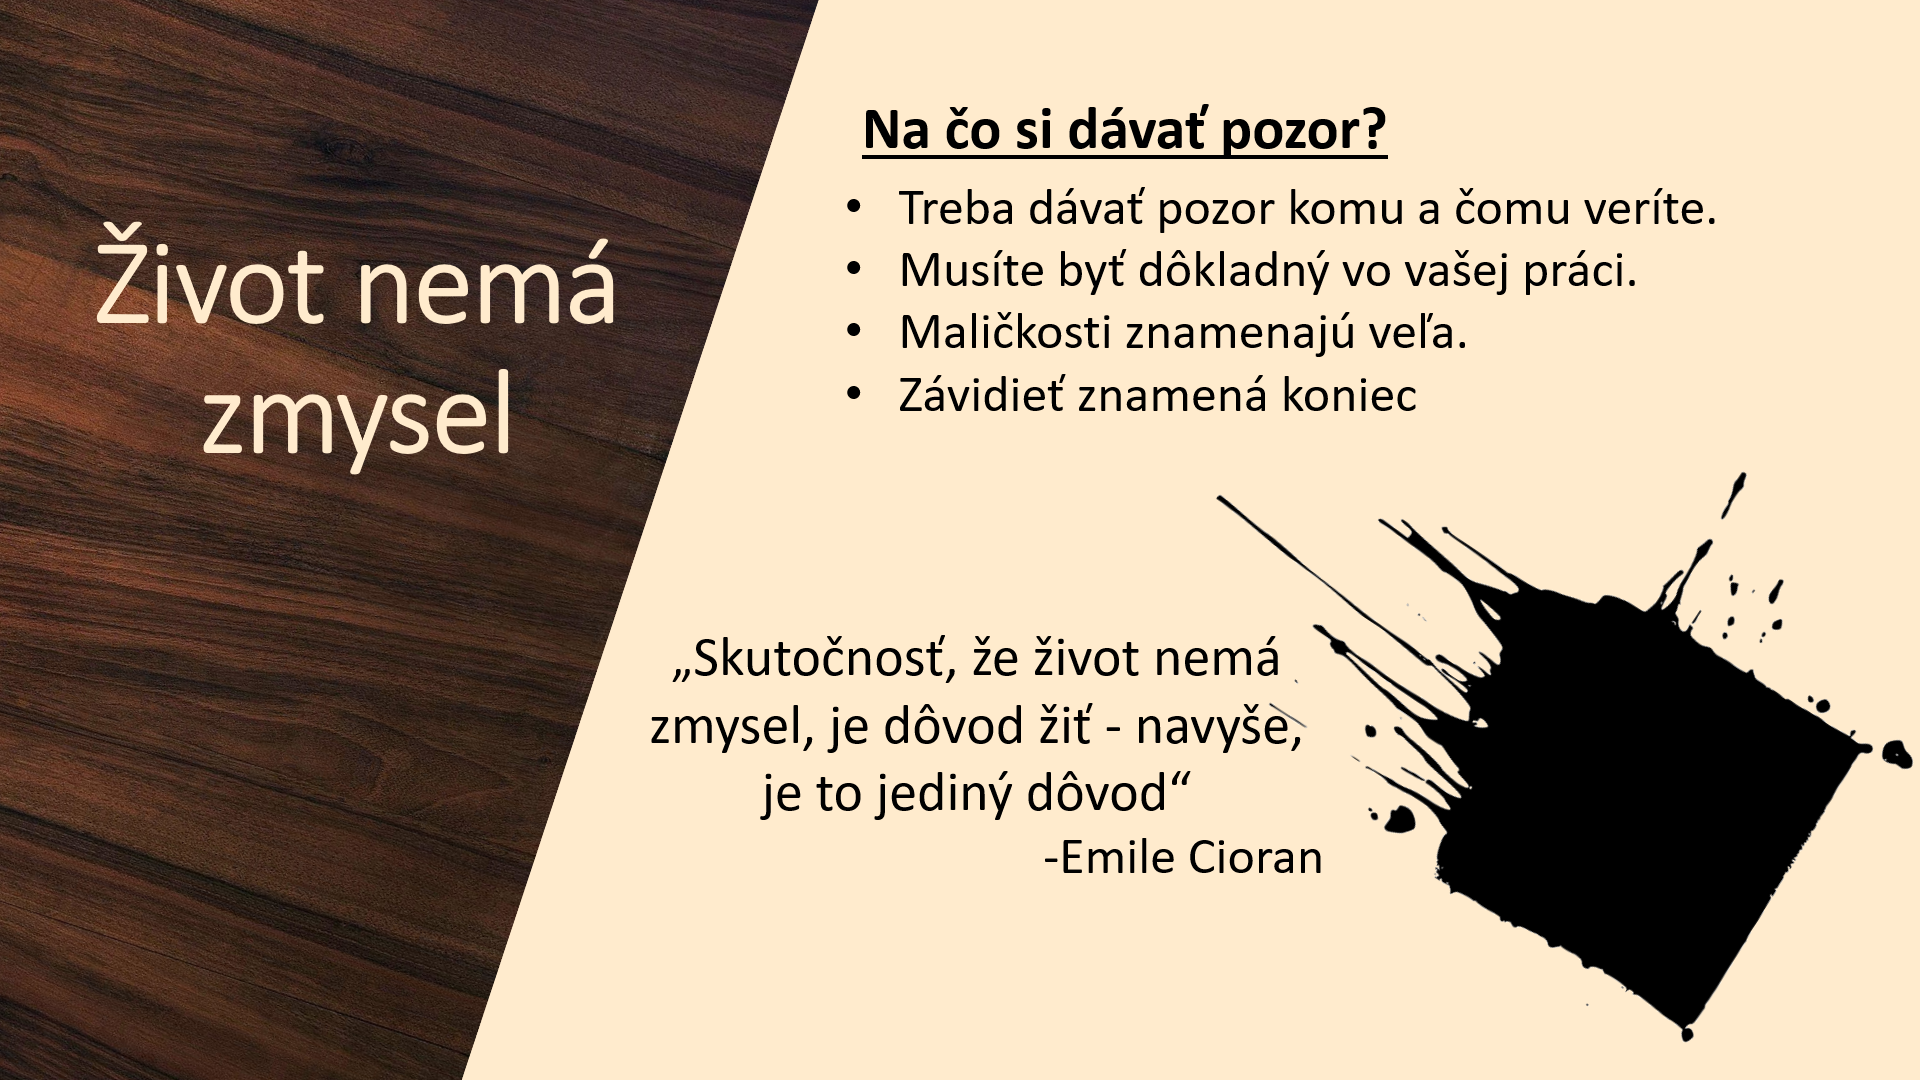 Život nemá
zmysel
Na čo si dávať pozor?
• Treba dávať pozor komu a čomu veríte.
• Musíte byť dôkladný vo vašej práci.
• Maličkosti znamenajú veľa.
• Závidieť znamená koniec
„Skutočnosť, že život nemá
zmysel, je dôvod žiť - navyše,
je to jediný dôvod“
-Emile Cioran